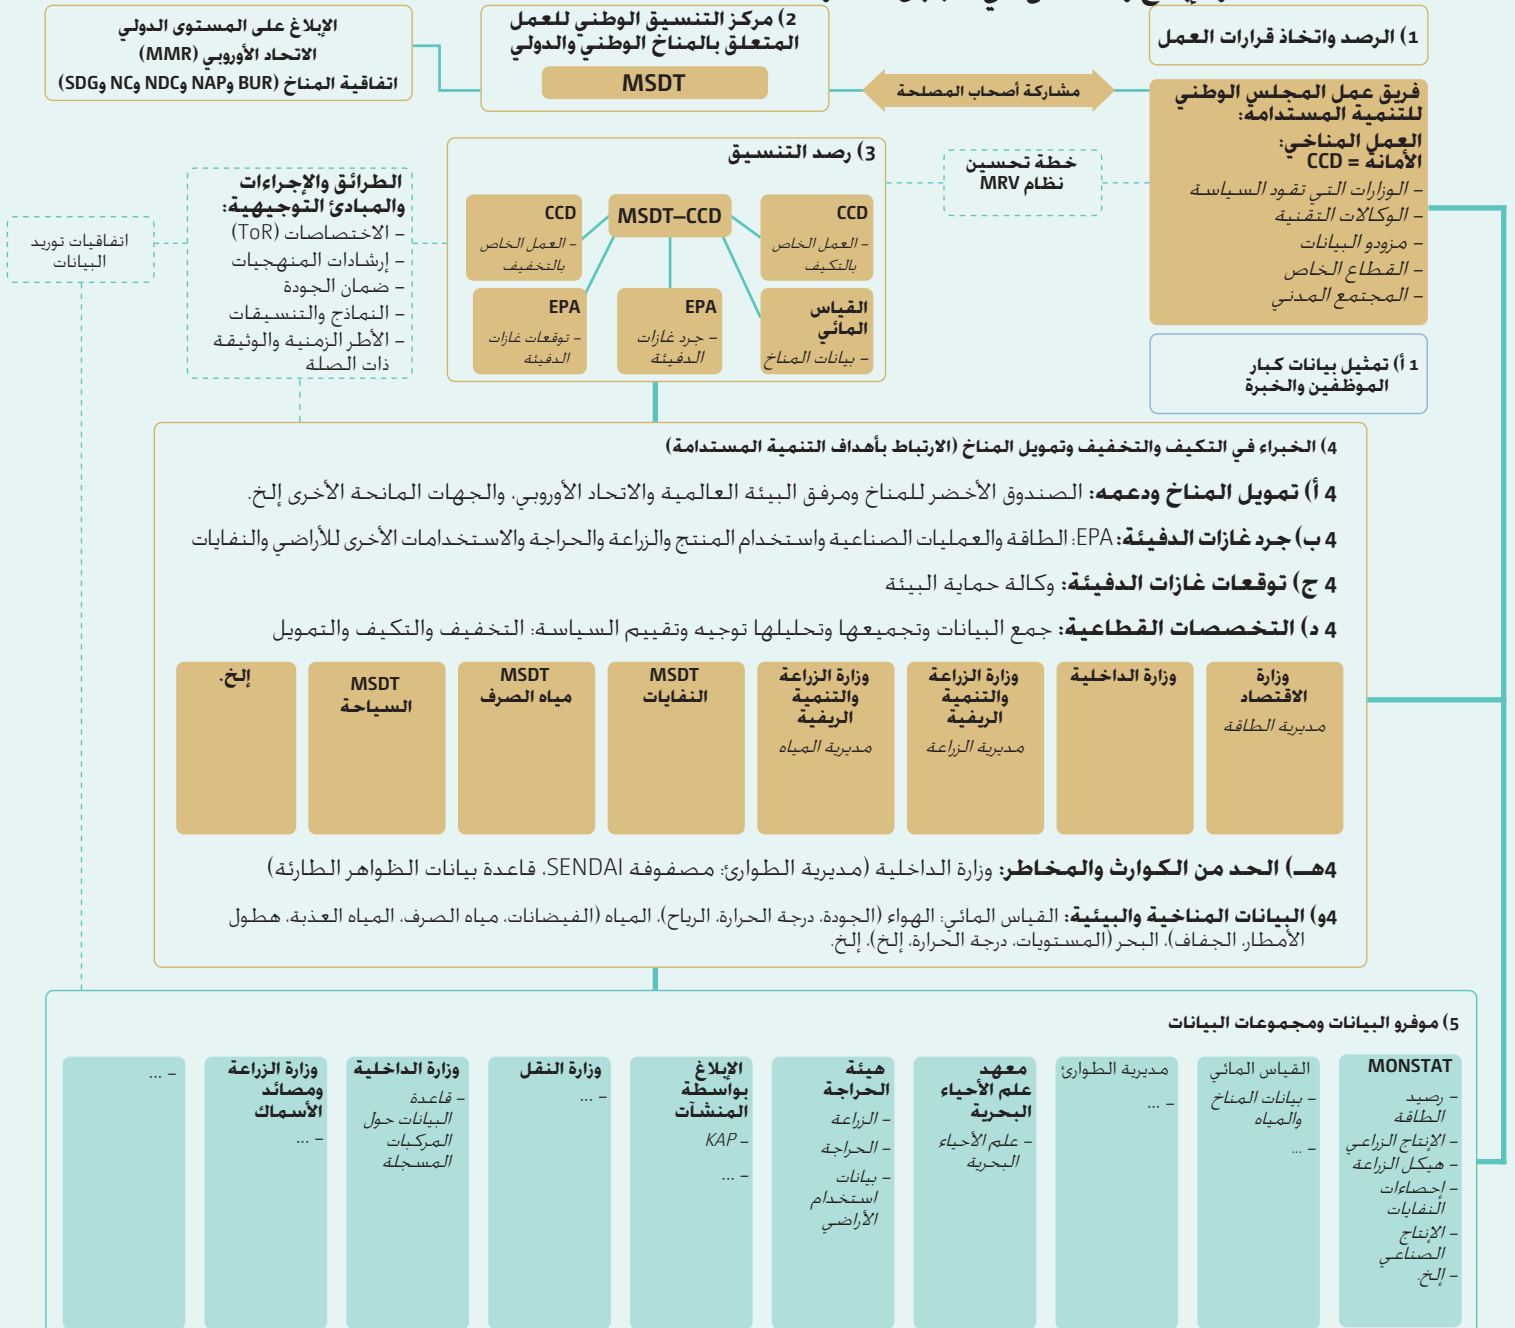 1) الرصد واتخاذ قرارات العمل
فريق عمل المجلس الوطني
للتنمية المستدامة:
العمل المناخي:
الأمانة = CCD
– الوزارات التي تقود السياسة
– الوكالات التقنية
– مزودو البيانات
– القطاع الخاص
– المجتمع المدني
1 أ) تمثيل بيانات كبار
الموظفين والخبرة
مشاركة أصحاب المصلحة
2) مركز التنسيق الوطني للعمل
المتعلق بالمناخ الوطني والدولي
MSDT
الإبلاغ على المستوى الدولي
الاتحاد الأوروبي (MMR)
اتفاقية المناخ (BUR وNAP وNDC وNC وSDG)
خطة تحسين
نظام MRV
3) رصد التنسيق
MSDT–CCD
CCD
– العمل الخاص
بالتكيف
CCD
– العمل الخاص
بالتخفيف
القياس
المائي
– بيانات المناخ
EPA
– جرد غازات
الدفيئة
EPA
– توقعات غازات
الدفيئة
الطرائق والإجراءات
والمبادئ التوجيهية:
– الاختصاصات (ToR)
– إرشادات المنهجيات
– ضمان الجودة
– النماذج والتنسيقات
– الأطر الزمنية والوثيقة
ذات الصلة
اتفاقيات توريد
البيانات
4) الخبراء في التكيف والتخفيف وتمويل المناخ (الارتباط بأهداف التنمية المستدامة)
4 أ) تمويل المناخ ودعمه: الصندوق الأخضر للمناخ ومرفق البيئة العالمية والاتحاد الأوروبي، والجهات المانحة الأخرى إلخ.
4 ب) جرد غازات الدفيئة: EPA: الطاقة والعمليات الصناعية واستخدام المنتج والزراعة والحراجة والاستخدامات الأخرى للأراضي والنفايات
4 ج) توقعات غازات الدفيئة: وكالة حماية البيئة
4 د) التخصصات القطاعية: جمع البيانات وتجميعها وتحليلها توجيه وتقييم السياسة: التخفيف والتكيف والتمويل
وزارة
الاقتصاد
مديرية الطاقة
وزارة الداخلية
وزارة الزراعة
والتنمية
الريفية
مديرية الزراعة
وزارة الزراعة
والتنمية
الريفية
مديرية المياه
MSDT
النفايات
MSDT
مياه الصرف
MSDT
السياحة
إلخ.
4هـ) الحد من الكوارث والمخاطر: وزارة الداخلية (مديرية الطوارئ: مصفوفة SENDAI، قاعدة بيانات الظواهر الطارئة)
4و) البيانات المناخية والبيئية: القياس المائي: الهواء (الجودة، درجة الحرارة، الرياح)، المياه (الفيضانات، مياه الصرف، المياه العذبة، هطول
الأمطار، الجفاف)، البحر (المستويات، درجة الحرارة، إلخ)، إلخ.
5) موفرو البيانات ومجموعات البيانات
MONSTAT
– رصيد
الطاقة
– الإنتاج الزراعي
– هيكل الزراعة
– إحصاءات
النفايات
– الإنتاج
الصناعي
– إلخ.
القياس المائي
– بيانات المناخ
والمياه
– ...
مديرية الطوارئ
– ...
معهد
علم الأحياء
البحرية
– علم الأحياء
البحرية
هيئة
الحراجة
– الزراعة
– الحراجة
– بيانات
استخدام
الأراضي
الإبلاغ
بواسطة
المنشآت
– KAP
– ...
وزارة النقل
– ...
وزارة الداخلية
– قاعدة
البيانات حول
المركبات
المسجلة
وزارة الزراعة
ومصائد
الأسماك
– ...
– ...